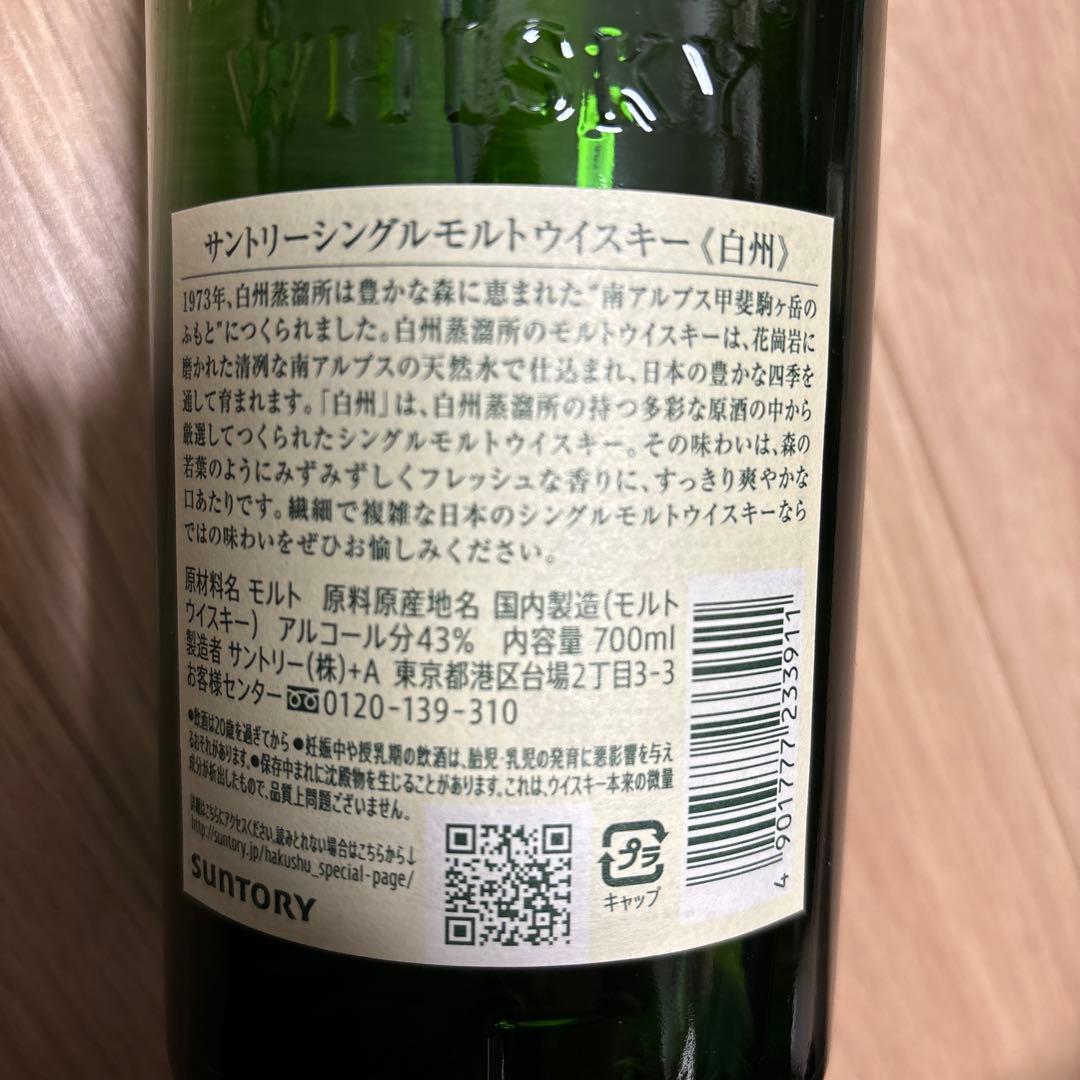 WHISKY
サントリーシングルモルトウイスキー《白州》
1973年、白州蒸溜所は豊かな森に恵まれた"南アルプス甲斐駒ヶ岳の
ふもと"につくられました。白州蒸溜所のモルトウイスキーは、花崗岩に
磨かれた清冽な南アルプスの天然水で仕込まれ、日本の豊かな四季を
通して育まれます。「白州」は、白州蒸溜所の持つ多彩な原酒の中から
厳選してつくられたシングルモルトウイスキー。その味わいは、森の
若葉のようにみずみずしくフレッシュな香りに、すっきり爽やかな
口あたりです。繊細で複雑な日本のシングルモルトウイスキーなら
ではの味わいをぜひお愉しみください。
原材料名 モルト 原料原産地名 国内製造(モルト
ウイスキー) アルコール分43% 内容量 700ml
製造者 サントリー(株)+A 東京都港区台場2丁目3-3
お客様センター 0120-139-310
●飲酒は20歳を過ぎてから●妊娠中や授乳期の飲酒は、胎児・乳児の発育に悪影響を与え
るおそれがあります。●保存中まれに沈殿物を生じることがあります。これは、ウイスキー本来の微量
成分が析出したもので、品質上問題ございません。
詳細はこちらにアクセスください。読みとれない場合はこちらから↓
http://suntory.jp/hakushu_special-page/
SUNTORY
プラ
キャップ
4 901777 233911